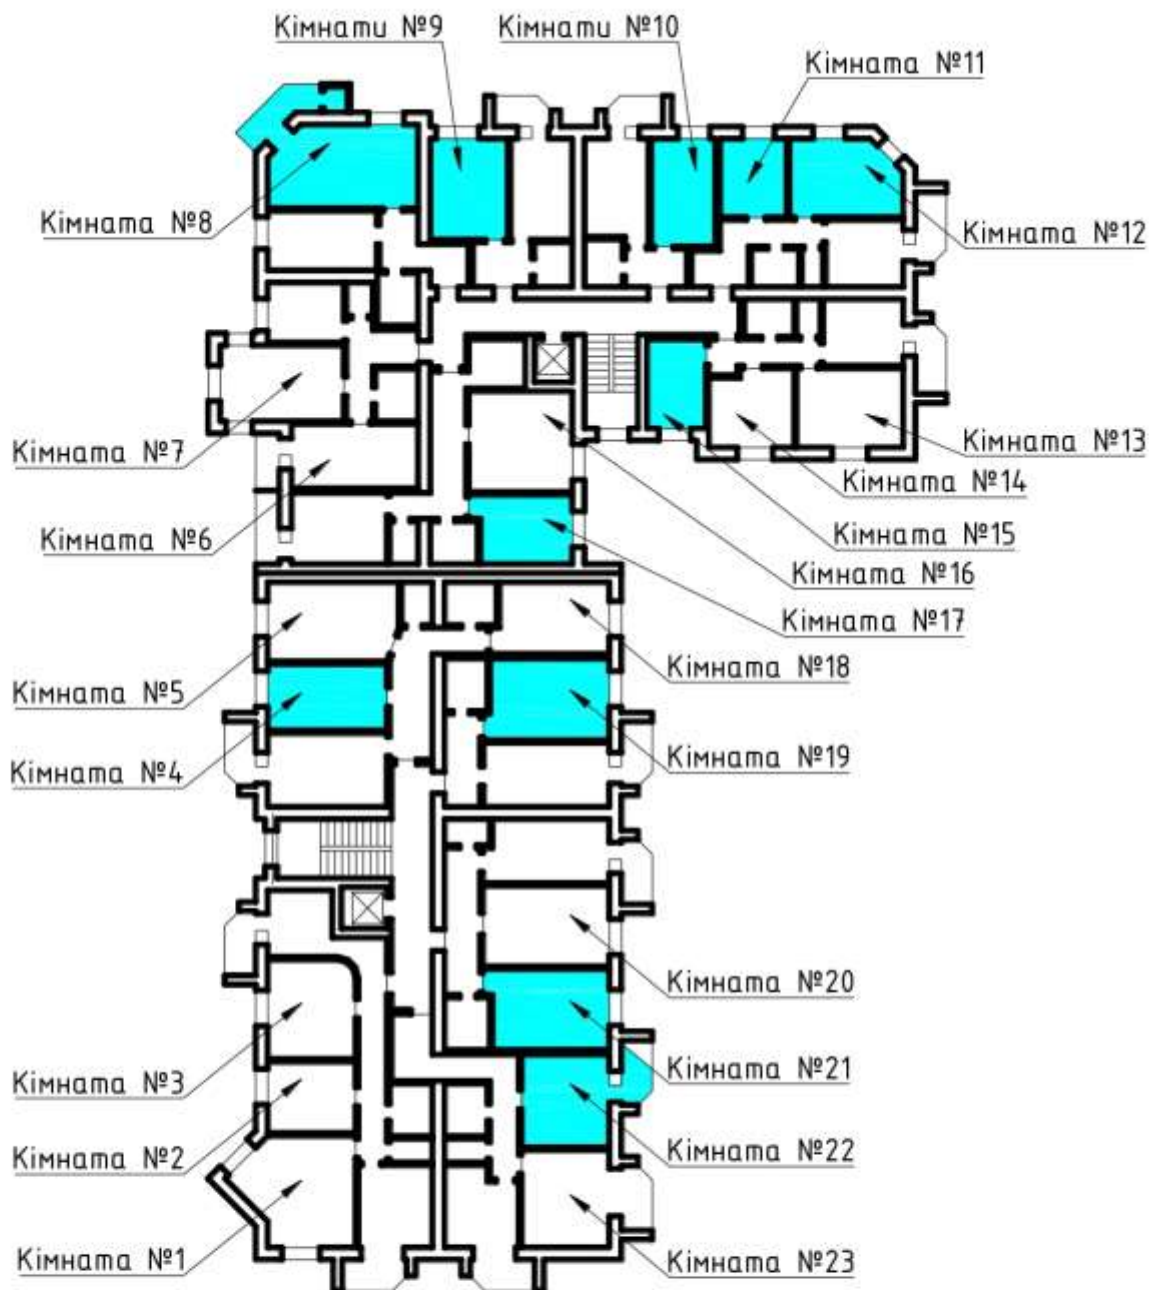 Кімнати №9
Кімнати №10
Кімната №11
Кімната №8
Кімната №12
Кімната №7
Кімната №13
Кімната №14
Кімната №6
Кімната №15
Кімната №16
Кімната №17
Кімната №5
Кімната №18
Кімната №4
Кімната №19
Кімната №20
Кімната №3
Кімната №21
Кімната №2
Кімната №22
Кімната №1
Кімната №23